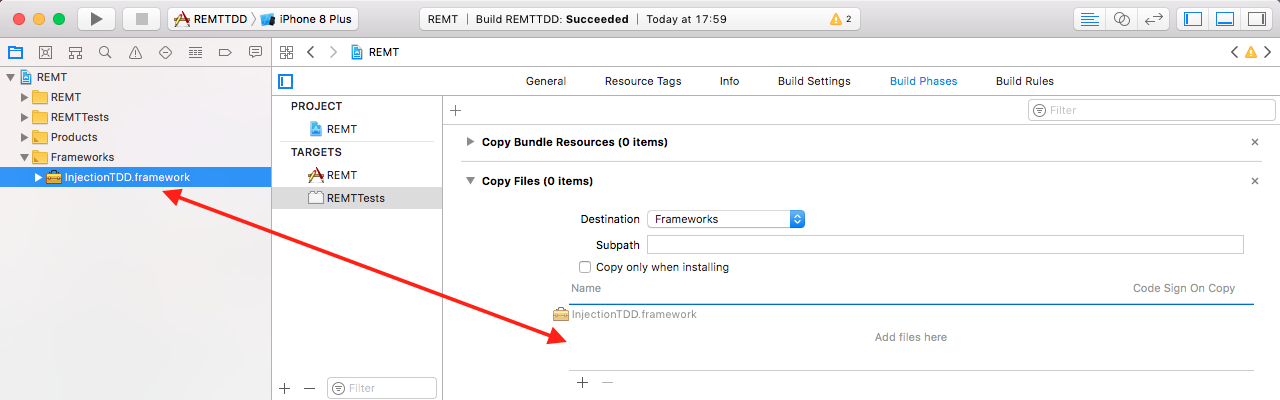 REMTTDD iPhone 8 Plus
REMT | Build REMTTDD: Succeeded | Today at 17:59
2
REMT
REMT
REMT
REMTTests
Products
Frameworks
InjectionTDD.framework
General Resource Tags Info Build Settings Build Phases Build Rules
PROJECT
REMT
TARGETS
REMT
REMTTests
Filter
Filter
Copy Bundle Resources (0 items)
Copy Files (0 items)
Destination Frameworks
Subpath
Copy only when installing
Name Code Sign On Copy
InjectionTDD.framework
Add files here